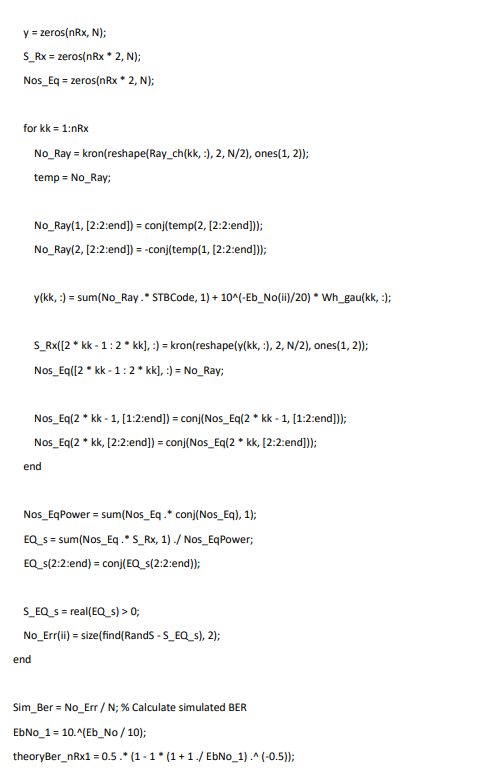 y = zeros(nRx, N);
S_Rx = zeros(nRx * 2, N);
Nos_Eq = zeros(nRx * 2, N);
for kk = 1:nRx
No_Ray = kron(reshape(Ray_ch(kk, :), 2, N/2), ones(1, 2));
temp = No_Ray;
No_Ray(1, [2:2:end]) = conj(temp(2, [2:2:end]));
No_Ray(2, [2:2:end]) = -conj(temp(1, [2:2:end]));
y(kk, :) = sum(No_Ray .* STBCode, 1) + 10^(-Eb_No(ii)/20) * Wh_gau(kk, :);
S_Rx([2 * kk - 1 : 2 * kk], :) = kron(reshape(y(kk, :), 2, N/2), ones(1, 2));
Nos_Eq([2 * kk - 1 : 2 * kk], :) = No_Ray;
Nos_Eq(2 * kk - 1, [1:2:end]) = conj(Nos_Eq(2 * kk - 1, [1:2:end]));
Nos_Eq(2 * kk, [2:2:end]) = conj(Nos_Eq(2 * kk, [2:2:end]));
end
Nos_EqPower = sum(Nos_Eq .* conj(Nos_Eq), 1);
EQ_s = sum(Nos_Eq .* S_Rx, 1) ./ Nos_EqPower;
EQ_s(2:2:end) = conj(EQ_s(2:2:end));
S_EQ_s = real(EQ_s) > 0;
No_Err(ii) = size(find(RandS - S_EQ_s), 2);
end
Sim_Ber = No_Err / N; % Calculate simulated BER
EbNo_1 = 10.^(Eb_No / 10);
theoryBer_nRx1 = 0.5 .* (1 - 1 * (1 + 1 ./ EbNo_1) .^ (-0.5));